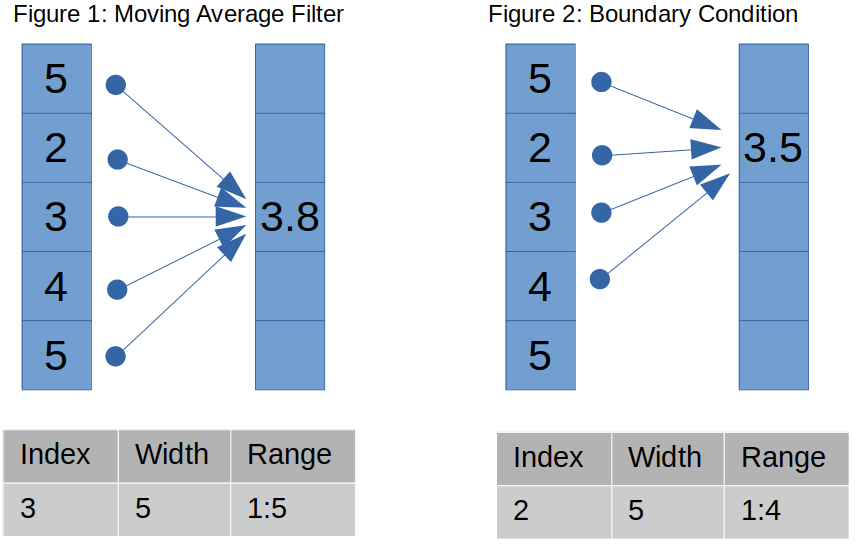 Figure 1: Moving Average Filter
5
2
3
4
5
3.8
Index Width Range
3 5 1:5
Figure 2: Boundary Condition
5
2
3
4
5
3.5
Index Width Range
2 5 1:4